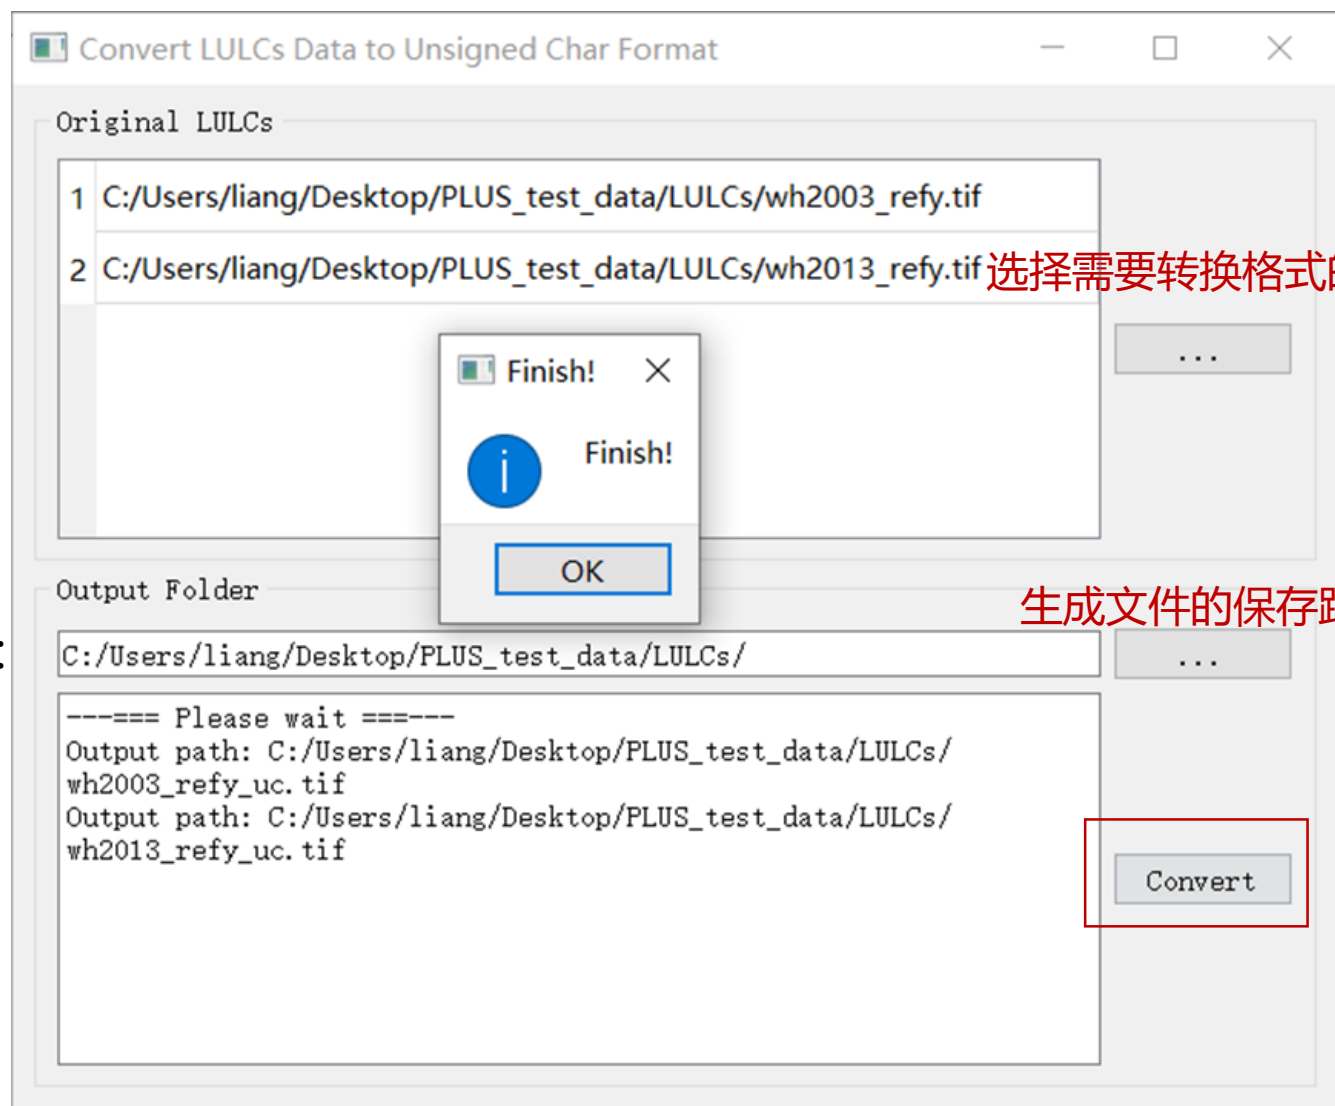 Convert LULCs Data to Unsigned Char Format
Original LULCs
1 C:/Users/liang/Desktop/PLUS_test_data/LULCs/wh2003_refy.tif
2 C:/Users/liang/Desktop/PLUS_test_data/LULCs/wh2013_refy.tif
选择需要转换格式的
...
Finish!
Finish!
OK
Output Folder
生成文件的保存路
:
C:/Users/liang/Desktop/PLUS_test_data/LULCs/
...
---=== Please wait ===---
Output path: C:/Users/liang/Desktop/PLUS_test_data/LULCs/
wh2003_refy_uc.tif
Output path: C:/Users/liang/Desktop/PLUS_test_data/LULCs/
wh2013_refy_uc.tif
Convert